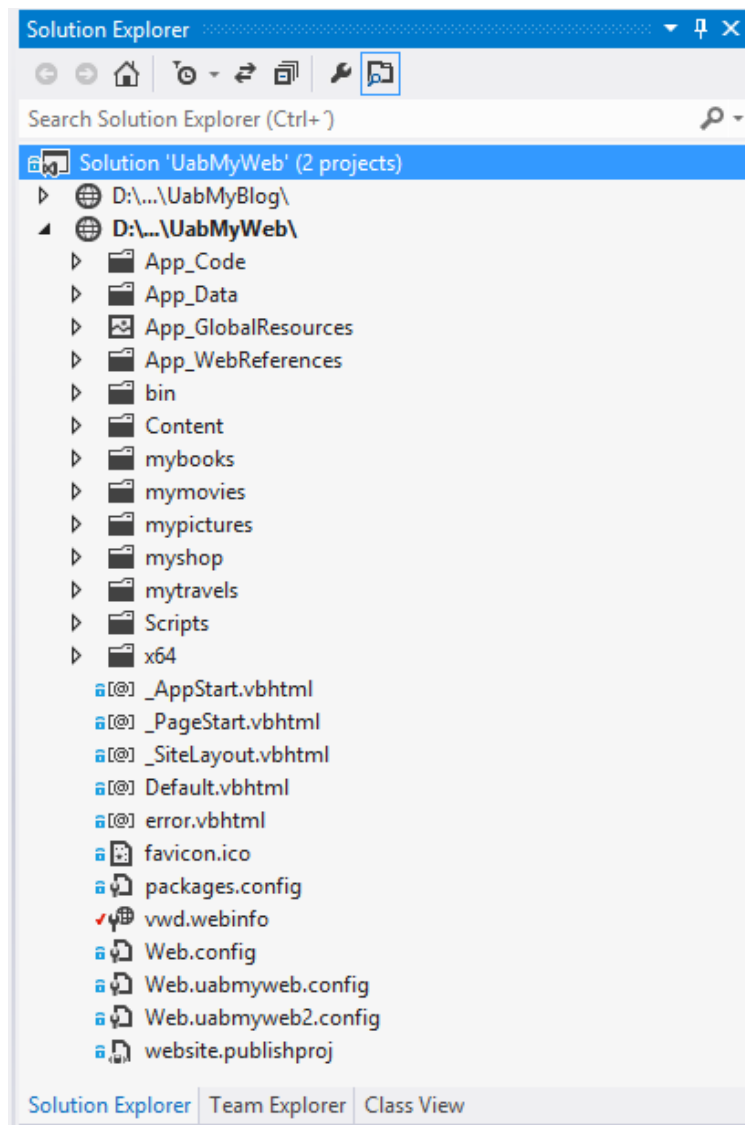 Solution Explorer
Search Solution Explorer (Ctrl+´)
Solution 'UabMyWeb' (2 projects)
D:\...\UabMyBlog\
D:\...\UabMyWeb\
App_Code
App_Data
App_GlobalResources
App_WebReferences
bin
Content
mybooks
mymovies
mypictures
myshop
mytravels
Scripts
x64
_AppStart.vbhtml
_PageStart.vbhtml
_SiteLayout.vbhtml
Default.vbhtml
error.vbhtml
favicon.ico
packages.config
vwd.webinfo
Web.config
Web.uabmyweb.config
Web.uabmyweb2.config
website.publishproj
Solution Explorer Team Explorer Class View